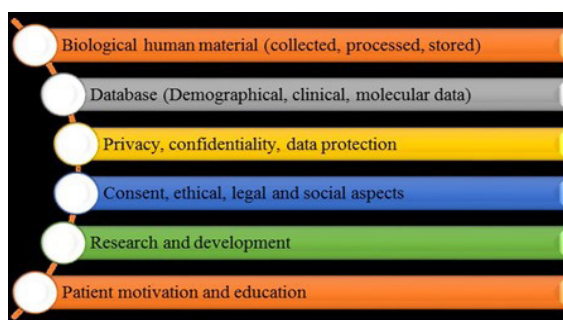 Biological human material (collected, processed, stored)
Database (Demographical, clinical, molecular data)
Privacy, confidentiality, data protection
Consent, ethical, legal and social aspects
Research and development
Patient motivation and education